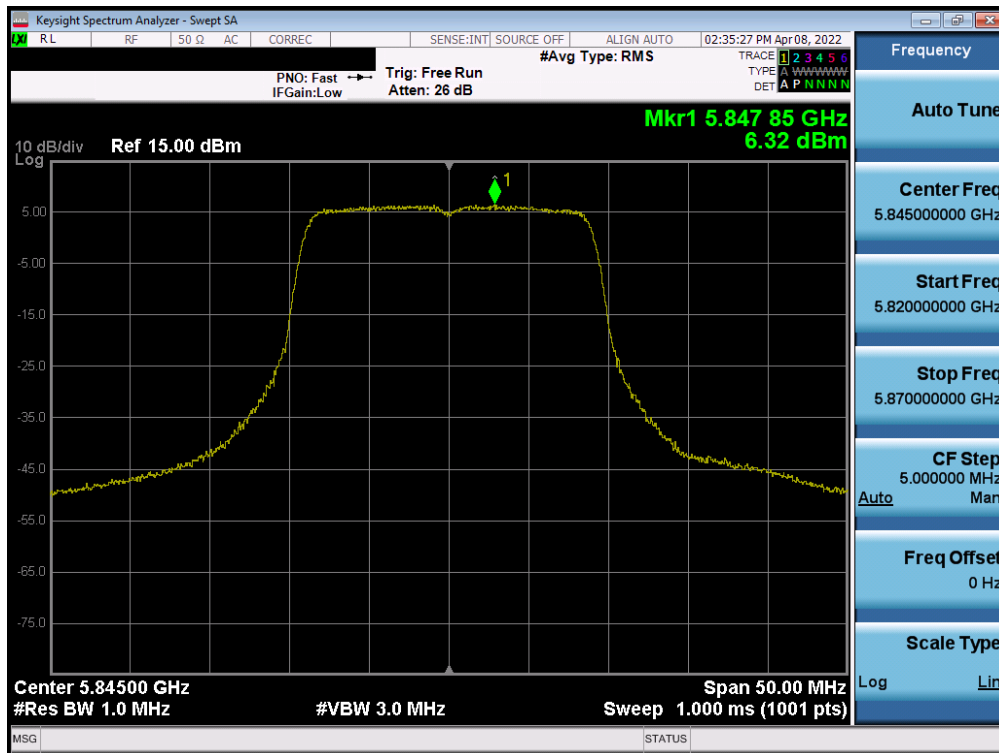 Keysight Spectrum Analyzer - Swept SA
LXI RL RF 50 Ω AC CORREC SENSE:INT SOURCE OFF ALIGN AUTO 02:35:27 PM Apr 08, 2022
#Avg Type: RMS TRACE 1 2 3 4 5 6
PNO: Fast Trig: Free Run TYPE A WWWWW
IFGain:Low Atten: 26 dB DET A P N N N N
Mkr1 5.847 85 GHz
6.32 dBm
10 dB/div Ref 15.00 dBm
Log
1
5.00
-5.00
-15.0
-25.0
-35.0
-45.0
-55.0
-65.0
-75.0
Center 5.84500 GHz Span 50.00 MHz
#Res BW 1.0 MHz #VBW 3.0 MHz Sweep 1.000 ms (1001 pts)
MSG STATUS
Frequency
Auto Tune
Center Freq
5.845000000 GHz
Start Freq
5.820000000 GHz
Stop Freq
5.870000000 GHz
CF Step
5.000000 MHz
Auto Man
Freq Offset
0 Hz
Scale Type
Log Lin